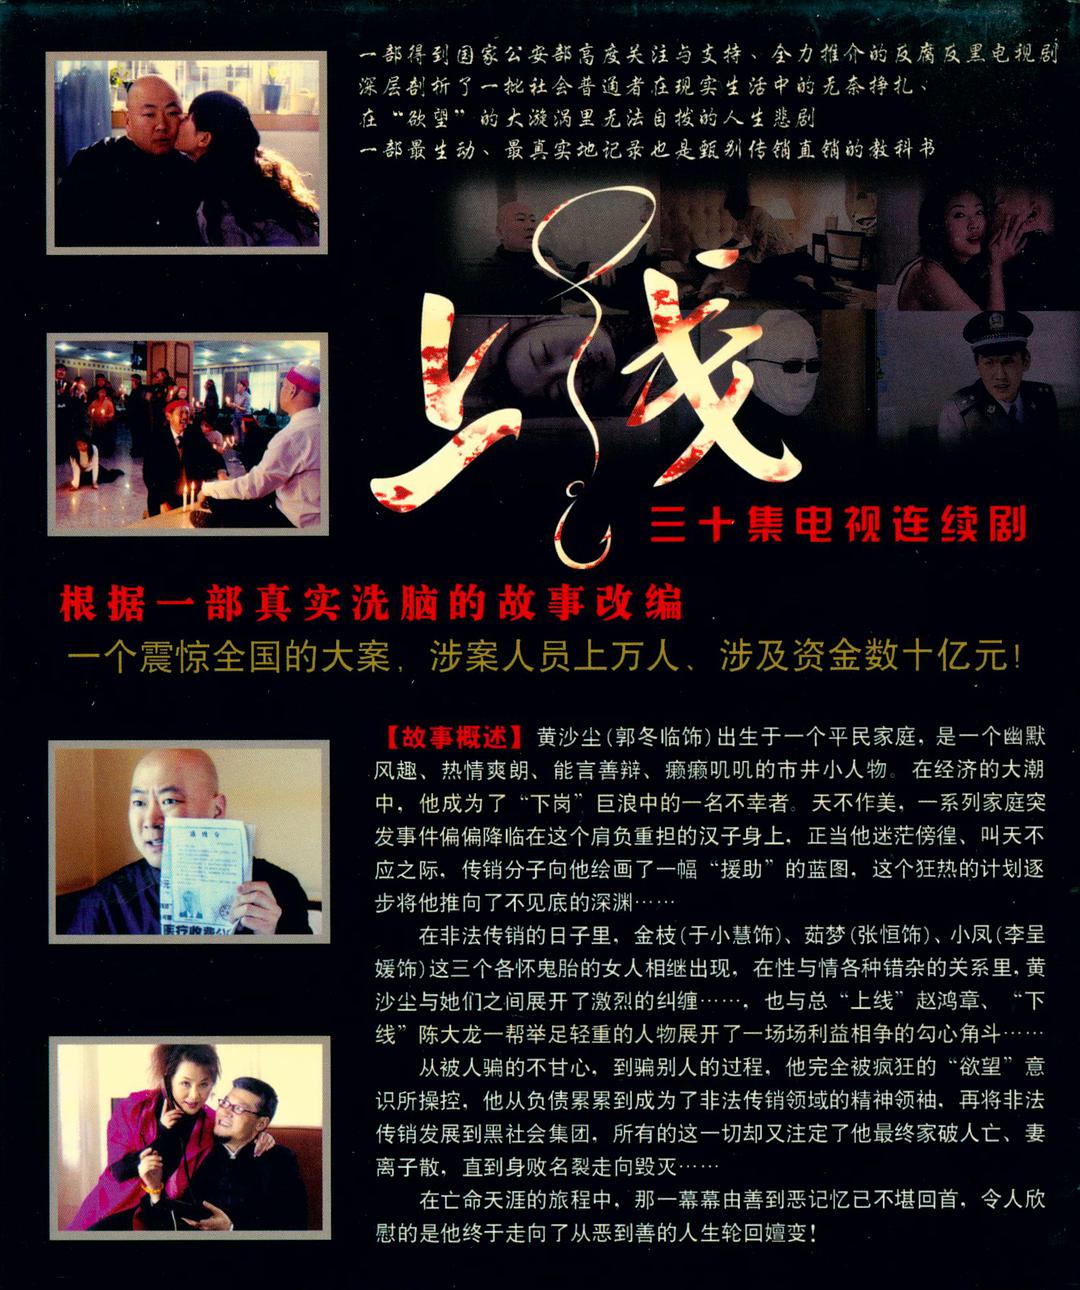 一部得到国家公安部高度关注与支持、全力推介的反腐反黑电视剧
深层剖析了一批社会普通者在现实生活中的无奈挣扎、
在“欲望”的大漩涡里无法自拔的人生悲剧
一部最生动、最真实地记录也是甄别传销直销的教科书
上线
三十集电视连续剧
根据一部真实洗脑的故事改编
一个震惊全国的大案，涉案人员上万人、涉及资金数十亿元！
【故事概述】黄沙尘(郭冬临饰)出生于一个平民家庭，是一个幽默
风趣、热情爽朗、能言善辩、癞癞叽叽的市井小人物。在经济的大潮
中，他成为了“下岗”巨浪中的一名不幸者。天不作美，一系列家庭突
发事件偏偏降临在这个肩负重担的汉子身上，正当他迷茫傍徨、叫天不
应之际，传销分子向他绘画了一幅“援助”的蓝图，这个狂热的计划逐
步将他推向了不见底的深渊……
在非法传销的日子里，金枝(于小慧饰)、茹梦(张恒饰)、小凤(李呈
媛饰)这三个各怀鬼胎的女人相继出现，在性与情各种错杂的关系里，黄
沙尘与她们之间展开了激烈的纠缠……，也与总“上线”赵鸿章、“下
线”陈大龙一帮举足轻重的人物展开了一场场利益相争的勾心角斗……
从被人骗的不甘心，到骗别人的过程，他完全被疯狂的“欲望”意
识所操控，他从负债累累到成为了非法传销领域的精神领袖，再将非法
传销发展到黑社会集团，所有的这一切却又注定了他最终家破人亡、妻
离子散，直到身败名裂走向毁灭……
在亡命天涯的旅程中，那一幕幕由善到恶记忆已不堪回首，令人欣
慰的是他终于走向了从恶到善的人生轮回嬗变！